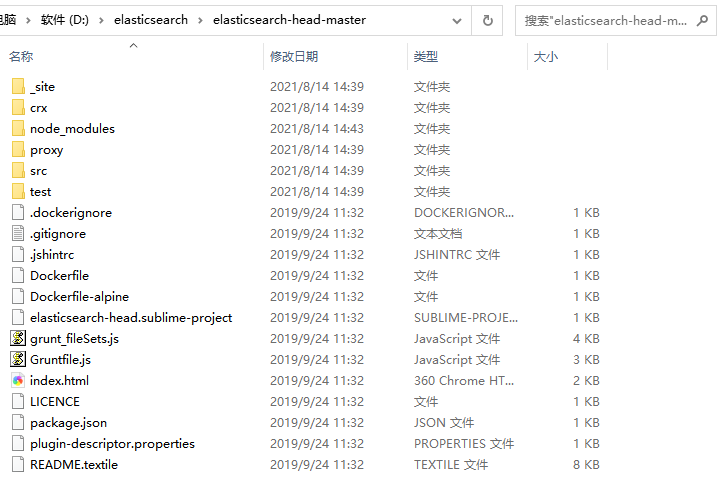 电脑 › 软件 (D:) › elasticsearch › elasticsearch-head-master 搜索"elasticsearch-head-m...
名称 修改日期 类型 大小
_site 2021/8/14 14:39 文件夹
crx 2021/8/14 14:39 文件夹
node_modules 2021/8/14 14:43 文件夹
proxy 2021/8/14 14:39 文件夹
src 2021/8/14 14:39 文件夹
test 2021/8/14 14:39 文件夹
.dockerignore 2019/9/24 11:32 DOCKERIGNOR... 1 KB
.gitignore 2019/9/24 11:32 文本文档 1 KB
.jshintrc 2019/9/24 11:32 JSHINTRC 文件 1 KB
Dockerfile 2019/9/24 11:32 文件 1 KB
Dockerfile-alpine 2019/9/24 11:32 文件 1 KB
elasticsearch-head.sublime-project 2019/9/24 11:32 SUBLIME-PROJE... 1 KB
grunt_fileSets.js 2019/9/24 11:32 JavaScript 文件 4 KB
Gruntfile.js 2019/9/24 11:32 JavaScript 文件 3 KB
index.html 2019/9/24 11:32 360 Chrome HT... 2 KB
LICENCE 2019/9/24 11:32 文件 1 KB
package.json 2019/9/24 11:32 JSON 文件 2 KB
plugin-descriptor.properties 2019/9/24 11:32 PROPERTIES 文件 1 KB
README.textile 2019/9/24 11:32 TEXTILE 文件 8 KB